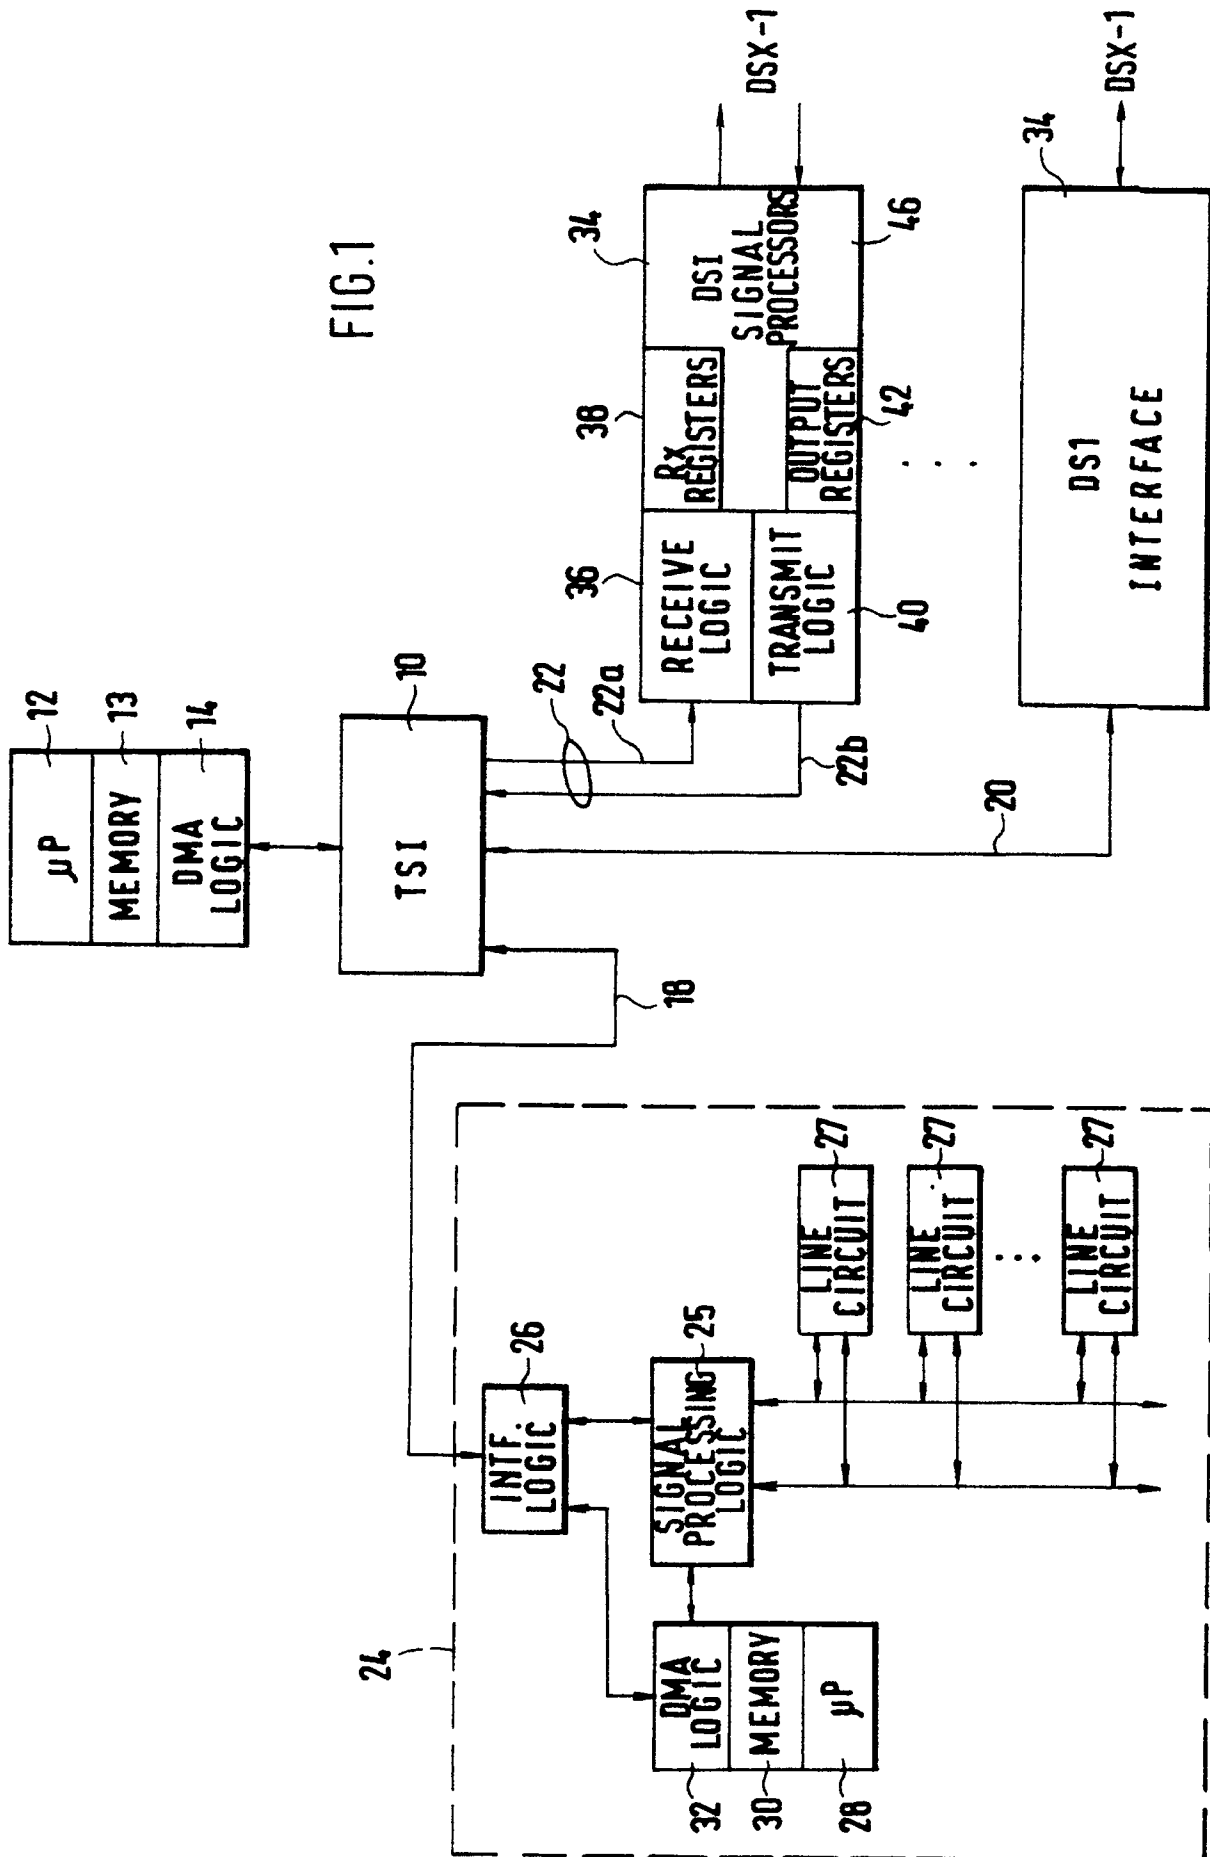 FIG.1
12
µP
13
MEMORY
14
DMA
LOGIC
10
TSI
22
22a
22b
20
18
34
DSI
SIGNAL
PROCESSORS
46
38
RX
REGISTERS
OUTPUT
REGISTERS
42
36
RECEIVE
LOGIC
TRANSMIT
LOGIC
40
DSX-1
34
DS1
INTERFACE
DSX-1
24
26
INTF.
LOGIC
25
SIGNAL
PROCESSING
LOGIC
27
LINE
CIRCUIT
27
LINE
CIRCUIT
27
LINE
CIRCUIT
DMA
LOGIC
32
MEMORY
30
µP
28